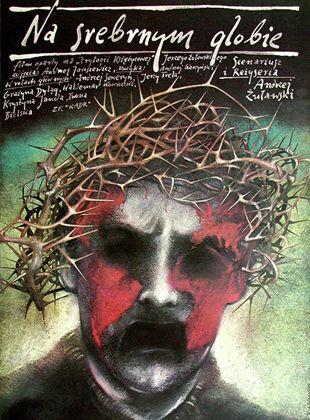 Na srebrnym globie
Film oparty na "Trylogii Księżycowej" Jerzego Żuławskiego
zdjęcia: Andrzej Jaroszewicz, Muzyka: Andrzej Korzyński
W rolach głównych: Andrzej Seweryn, Jerzy Trela,
Grażyna Dyląg, Waldemar Kownacki,
Krystyna Janda, Iwona
Bielska
ZF. "KADR"
Scenariusz
i Reżyseria
Andrzej
Żuławski